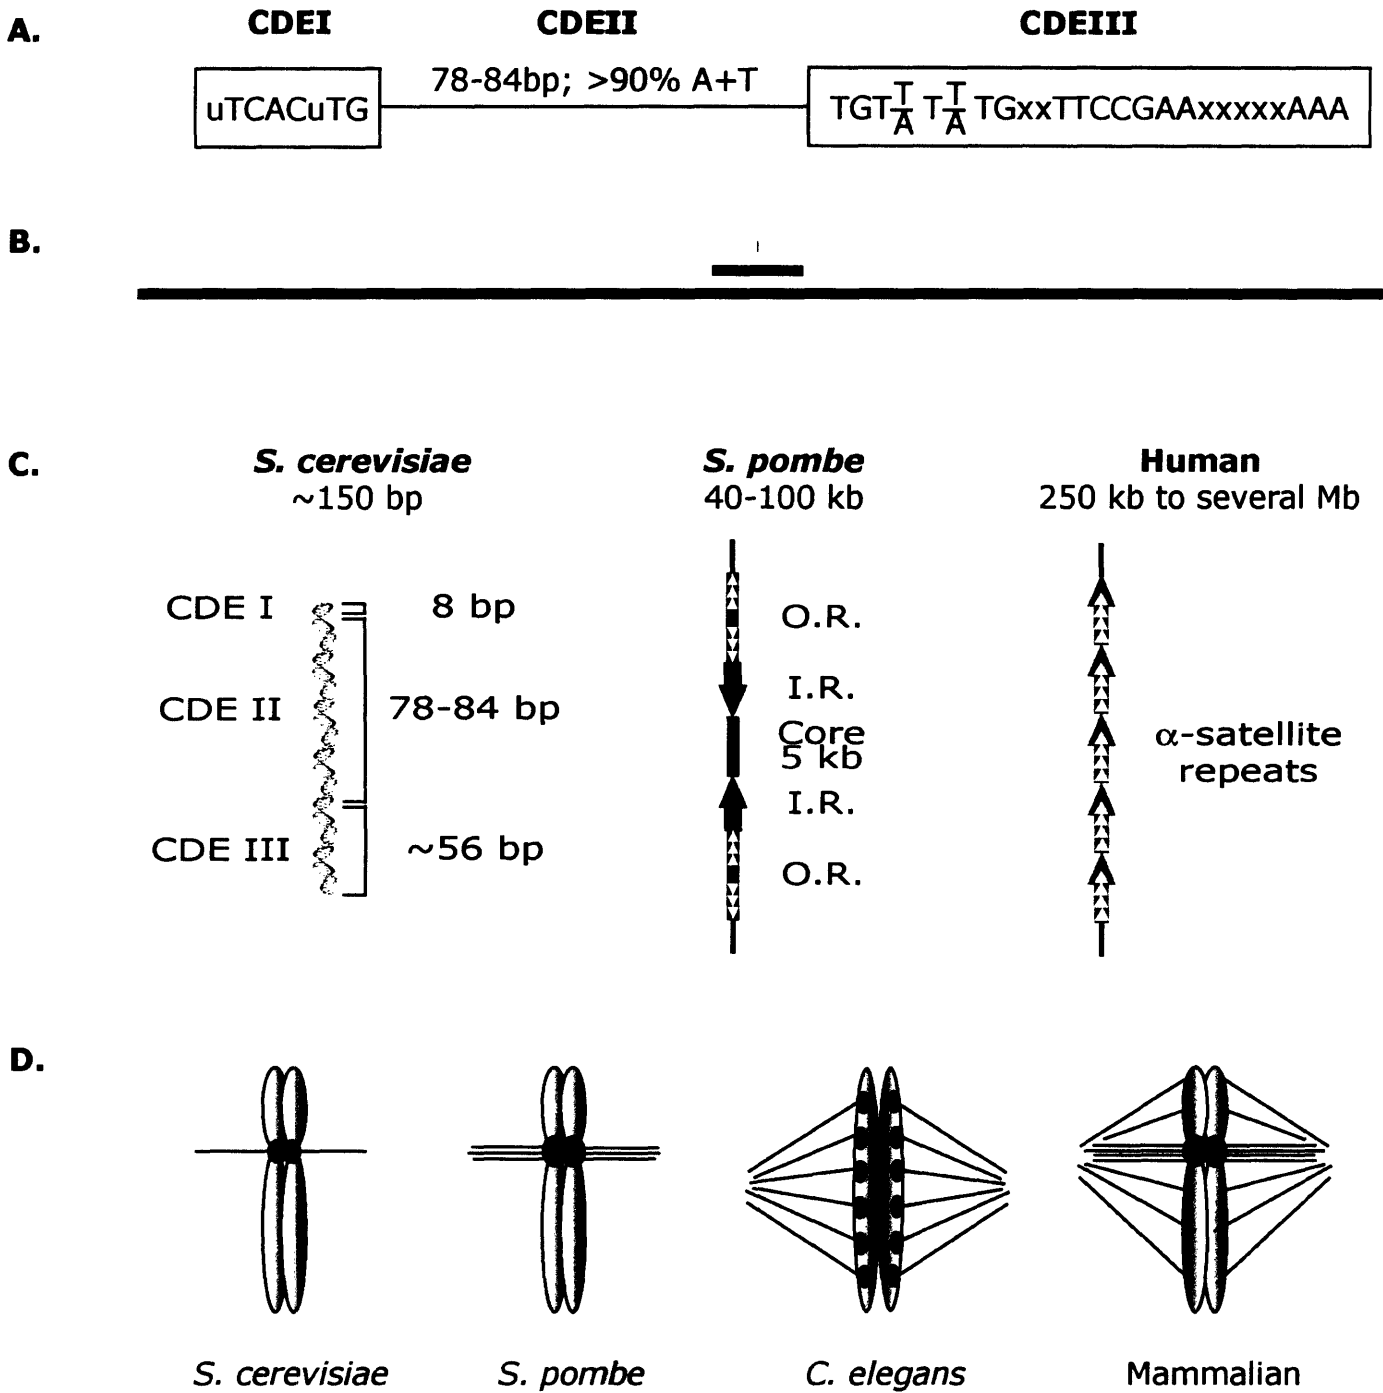 A.
CDEI CDEII CDEIII
78-84bp; >90% A+T
uTCACuTG
TGT T/A T T/A TGxxTTCCGAAxxxxxAAA
B.
C.
S. cerevisiae S. pombe Human
~150 bp 40-100 kb 250 kb to several Mb
CDE I 8 bp
CDE II 78-84 bp
CDE III ~56 bp
O.R.
I.R.
Core
5 kb
I.R.
O.R.
α-satellite
repeats
D.
S. cerevisiae S. pombe C. elegans Mammalian